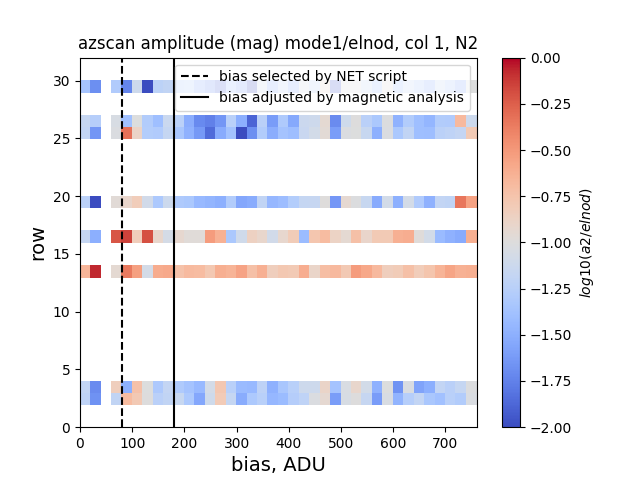 azscan amplitude (mag) mode1/elnod, col 1, N2
bias selected by NET script
bias adjusted by magnetic analysis
row
30
25
20
15
10
5
0
0 100 200 300 400 500 600 700
bias, ADU
0.00
−0.25
−0.50
−0.75
−1.00
−1.25
−1.50
−1.75
−2.00
log10(a2/elnod)